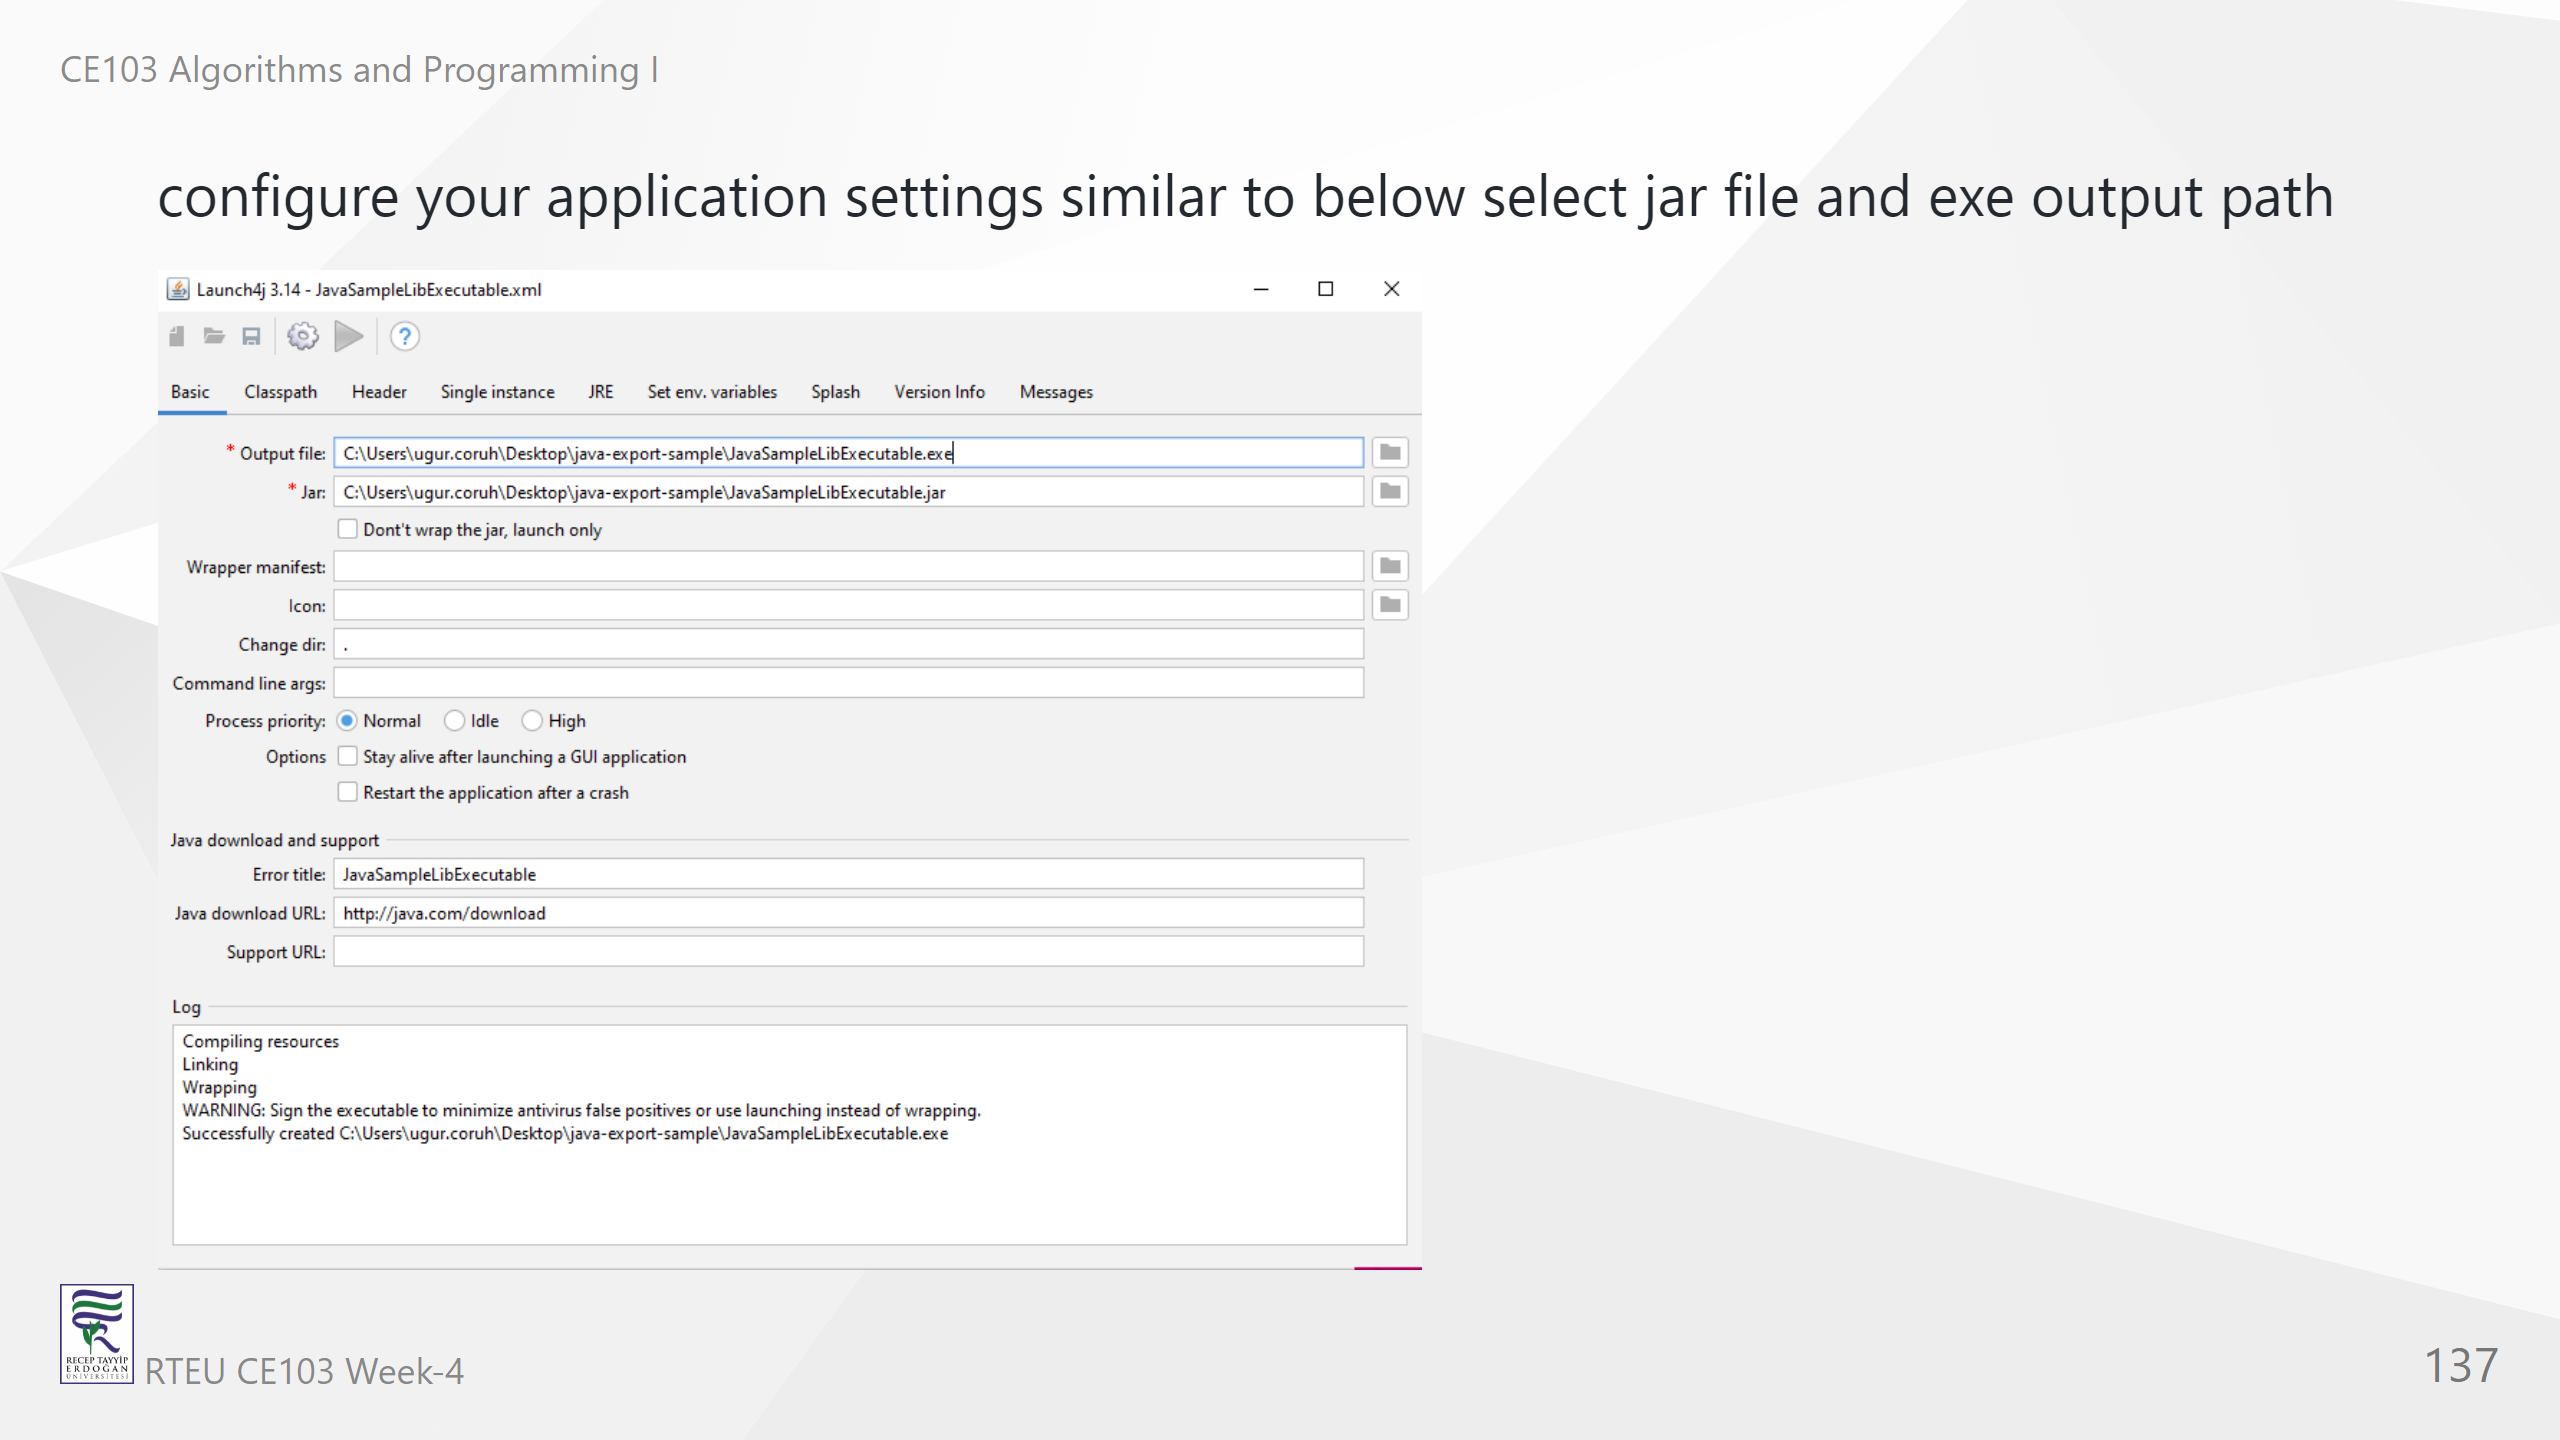 CE103 Algorithms and Programming I
configure your application settings similar to below select jar file and exe output path
Launch4j 3.14 - JavaSampleLibExecutable.xml
?
Basic Classpath Header Single instance JRE Set env. variables Splash Version Info Messages
* Output file: C:\Users\ugur.coruh\Desktop\java-export-sample\JavaSampleLibExecutable.exe
* Jar: C:\Users\ugur.coruh\Desktop\java-export-sample\JavaSampleLibExecutable.jar
Dont't wrap the jar, launch only
Wrapper manifest:
Icon:
Change dir: .
Command line args:
Process priority: Normal Idle High
Options Stay alive after launching a GUI application
Restart the application after a crash
Java download and support
Error title: JavaSampleLibExecutable
Java download URL: http://java.com/download
Support URL:
Log
Compiling resources
Linking
Wrapping
WARNING: Sign the executable to minimize antivirus false positives or use launching instead of wrapping.
Successfully created C:\Users\ugur.coruh\Desktop\java-export-sample\JavaSampleLibExecutable.exe
RECEP TAYYİP
ERDOĞAN
ÜNİVERSİTESİ
RTEU CE103 Week-4
137